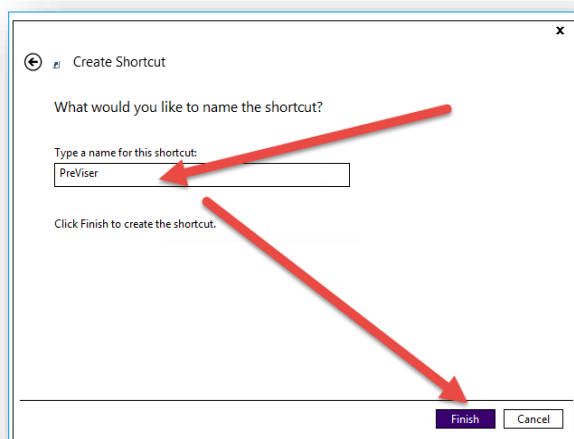 x
Create Shortcut
What would you like to name the shortcut?
Type a name for this shortcut:
PreViser
Click Finish to create the shortcut.
Finish Cancel